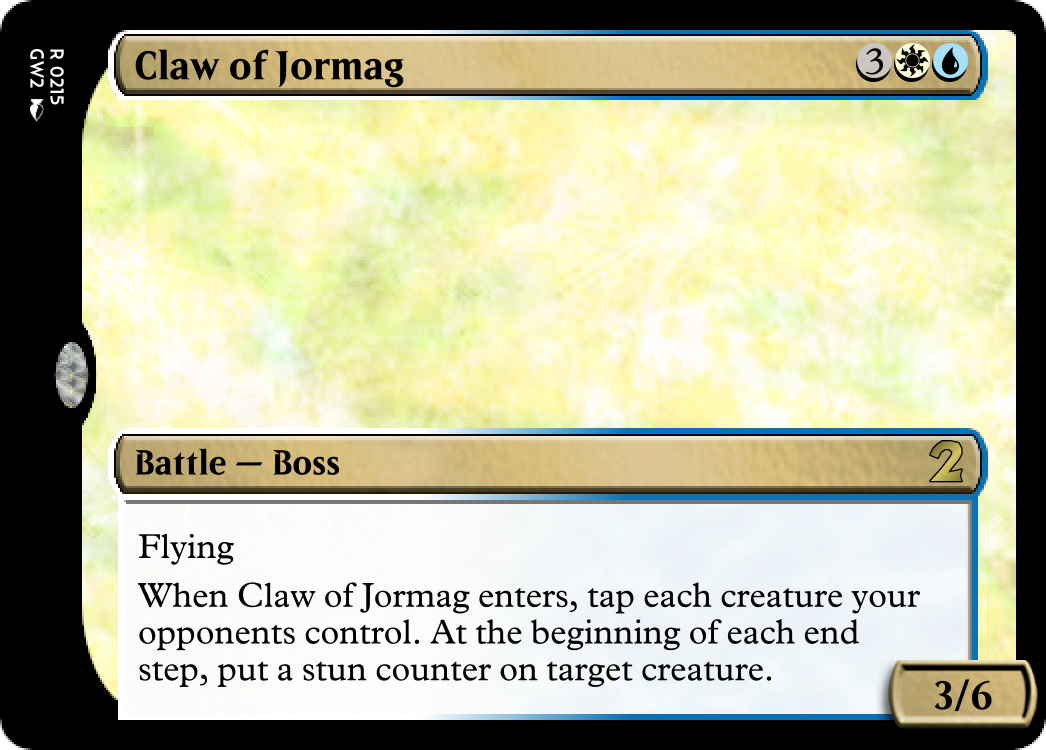 Claw of Jormag 3
R 0215
GW2
Battle — Boss 2
Flying
When Claw of Jormag enters, tap each creature your
opponents control. At the beginning of each end
step, put a stun counter on target creature.
3/6